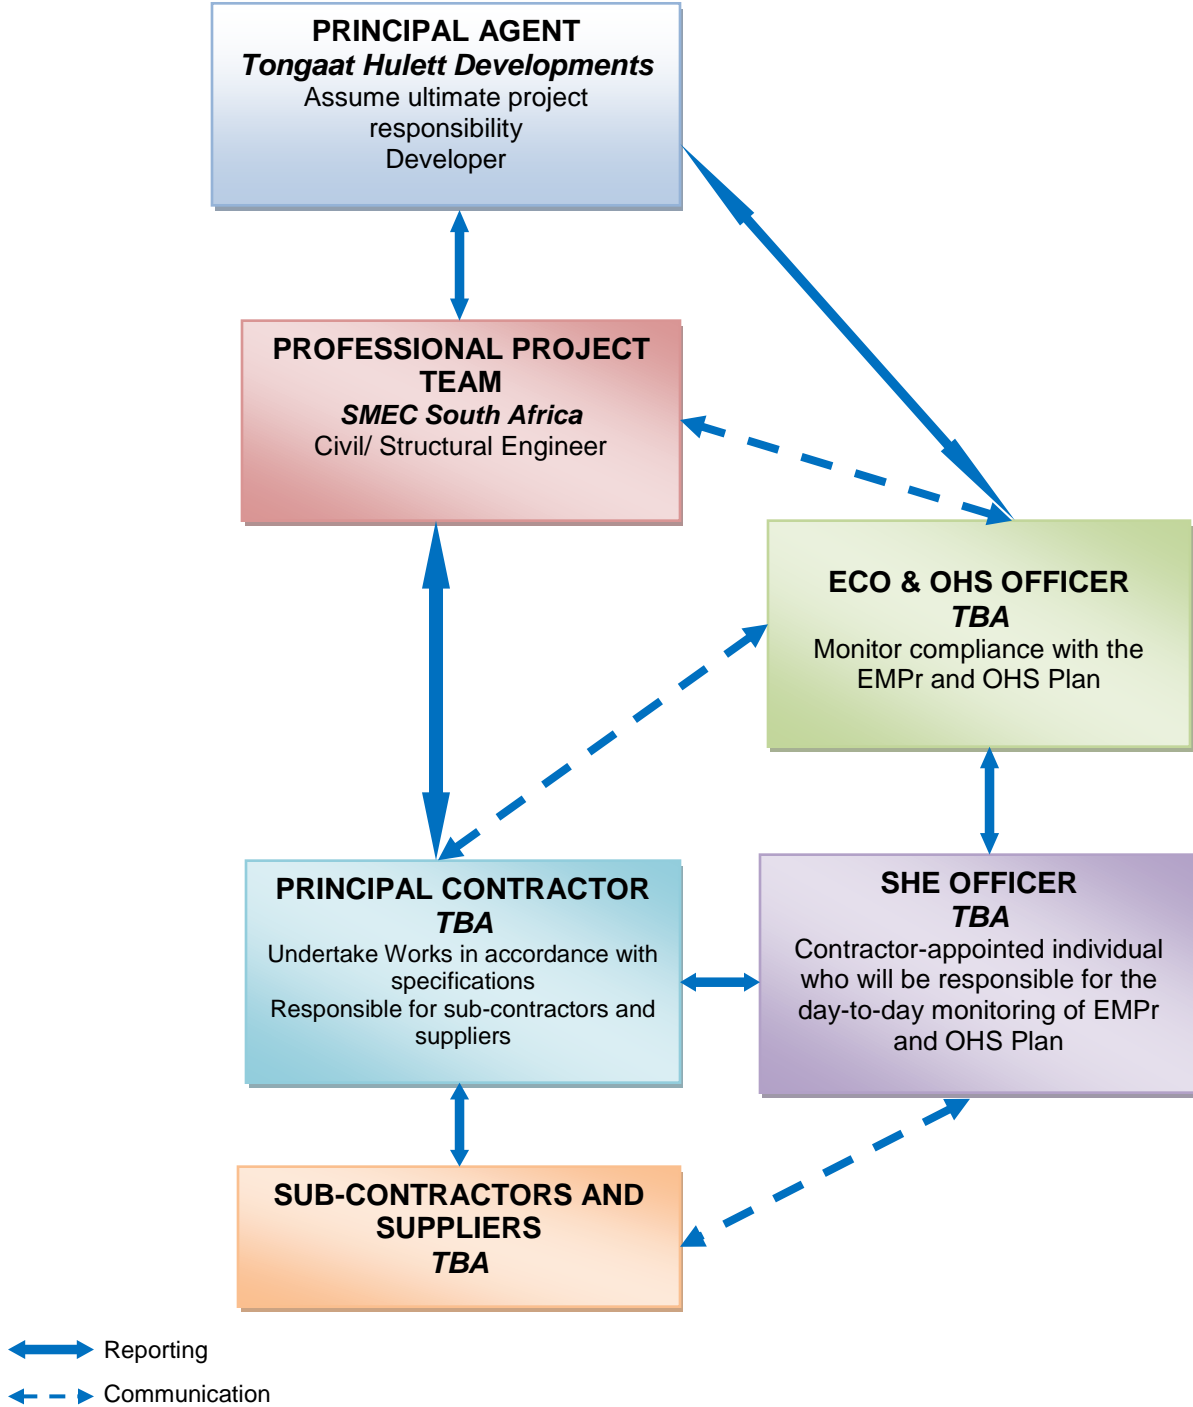 PRINCIPAL AGENT
Tongaat Hulett Developments
Assume ultimate project
responsibility
Developer
PROFESSIONAL PROJECT
TEAM
SMEC South Africa
Civil/ Structural Engineer
ECO & OHS OFFICER
TBA
Monitor compliance with the
EMPr and OHS Plan
PRINCIPAL CONTRACTOR
TBA
Undertake Works in accordance with
specifications
Responsible for sub-contractors and
suppliers
SHE OFFICER
TBA
Contractor-appointed individual
who will be responsible for the
day-to-day monitoring of EMPr
and OHS Plan
SUB-CONTRACTORS AND
SUPPLIERS
TBA
Reporting
Communication